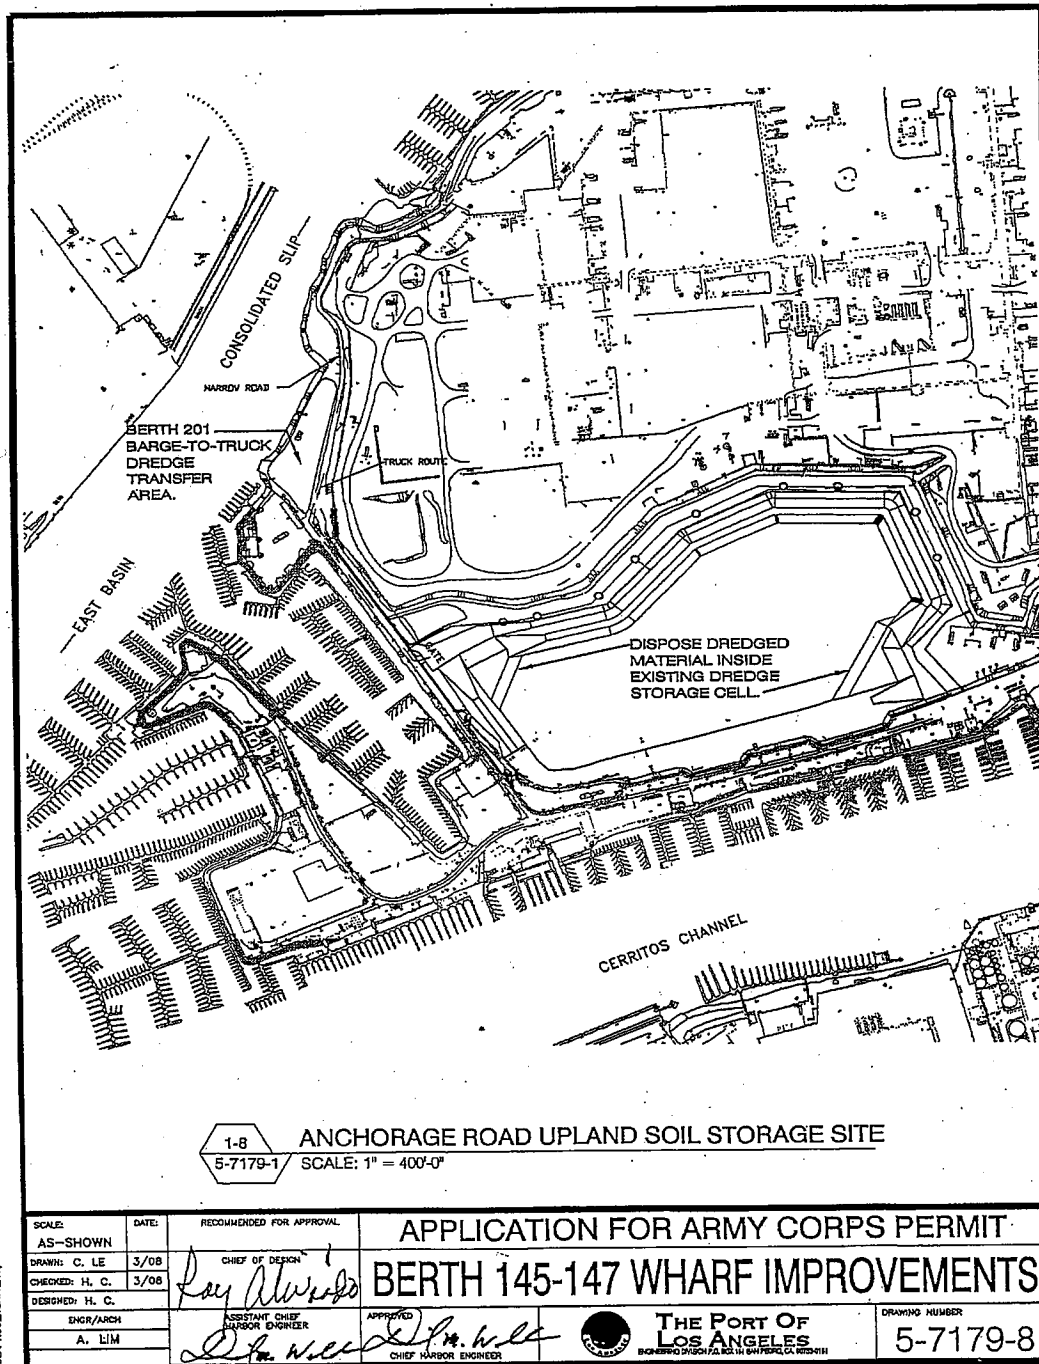 CONSOLIDATED SLIP
NARROW ROAD
BERTH 201
BARGE-TO-TRUCK
DREDGE
TRANSFER
AREA.
TRUCK ROUTE
EAST BASIN
GATE
DISPOSE DREDGED
MATERIAL INSIDE
EXISTING DREDGE
STORAGE CELL.
CERRITOS CHANNEL
1-8
5-7179-1
ANCHORAGE ROAD UPLAND SOIL STORAGE SITE
SCALE: 1" = 400'-0"
SCALE:
AS-SHOWN
DATE:
DRAWN: C. LE
3/08
CHECKED: H. C.
3/08
DESIGNED: H. C.
ENGR/ARCH
A. LIM
RECOMMENDED FOR APPROVAL
CHIEF OF DESIGN
ASSISTANT CHIEF
HARBOR ENGINEER
APPROVED
CHIEF HARBOR ENGINEER
APPLICATION FOR ARMY CORPS PERMIT
BERTH 145-147 WHARF IMPROVEMENTS
THE PORT OF
LOS ANGELES
DRAWING NUMBER
5-7179-8